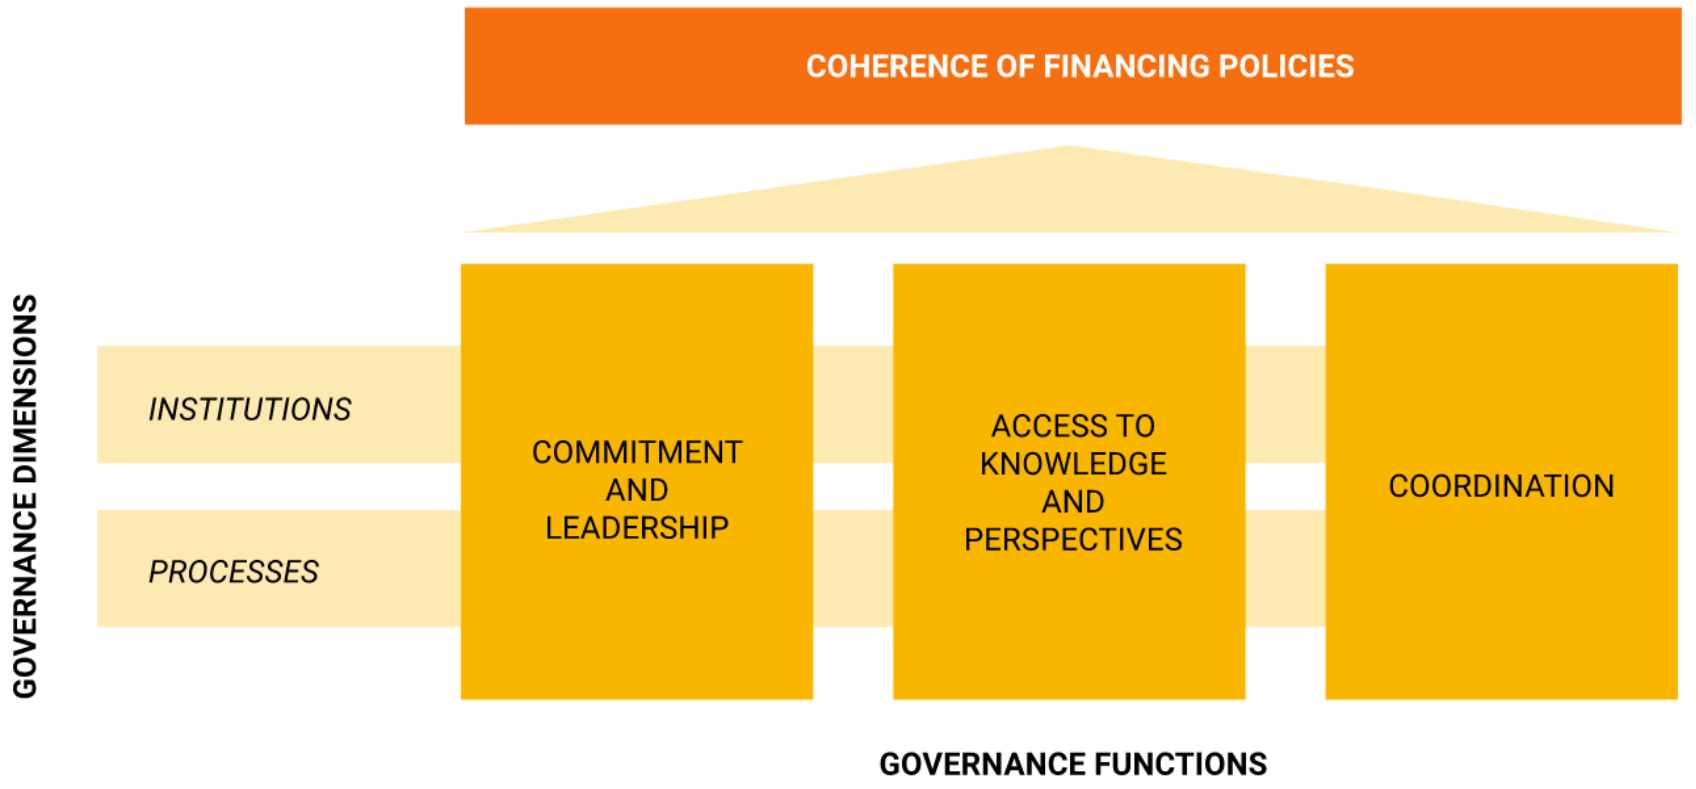 COHERENCE OF FINANCING POLICIES
GOVERNANCE DIMENSIONS
INSTITUTIONS
PROCESSES
COMMITMENT
AND
LEADERSHIP
ACCESS TO
KNOWLEDGE
AND
PERSPECTIVES
COORDINATION
GOVERNANCE FUNCTIONS